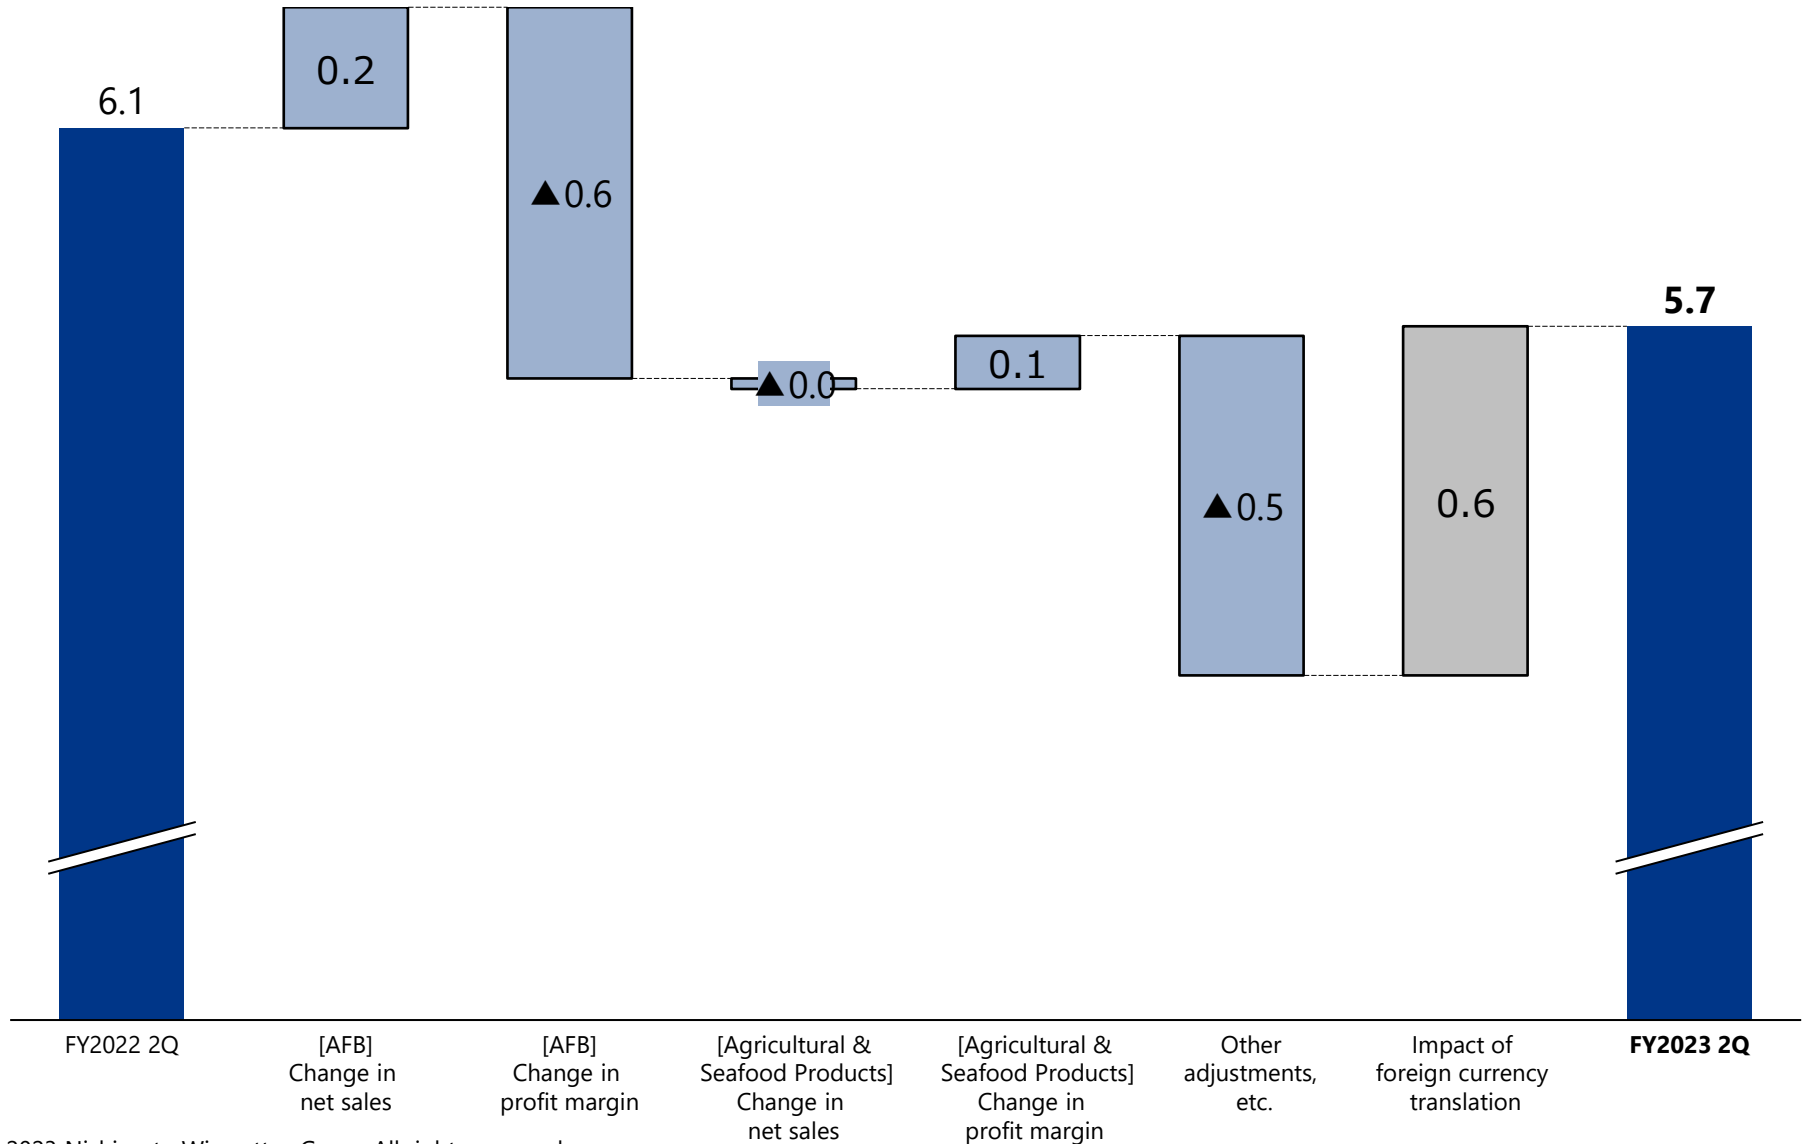 6.1
0.2
▲0.6
▲0.0
0.1
▲0.5
0.6
5.7
FY2022 2Q
[AFB]
Change in
net sales
[AFB]
Change in
profit margin
[Agricultural &
Seafood Products]
Change in
net sales
[Agricultural &
Seafood Products]
Change in
profit margin
Other
adjustments,
etc.
Impact of
foreign currency
translation
FY2023 2Q